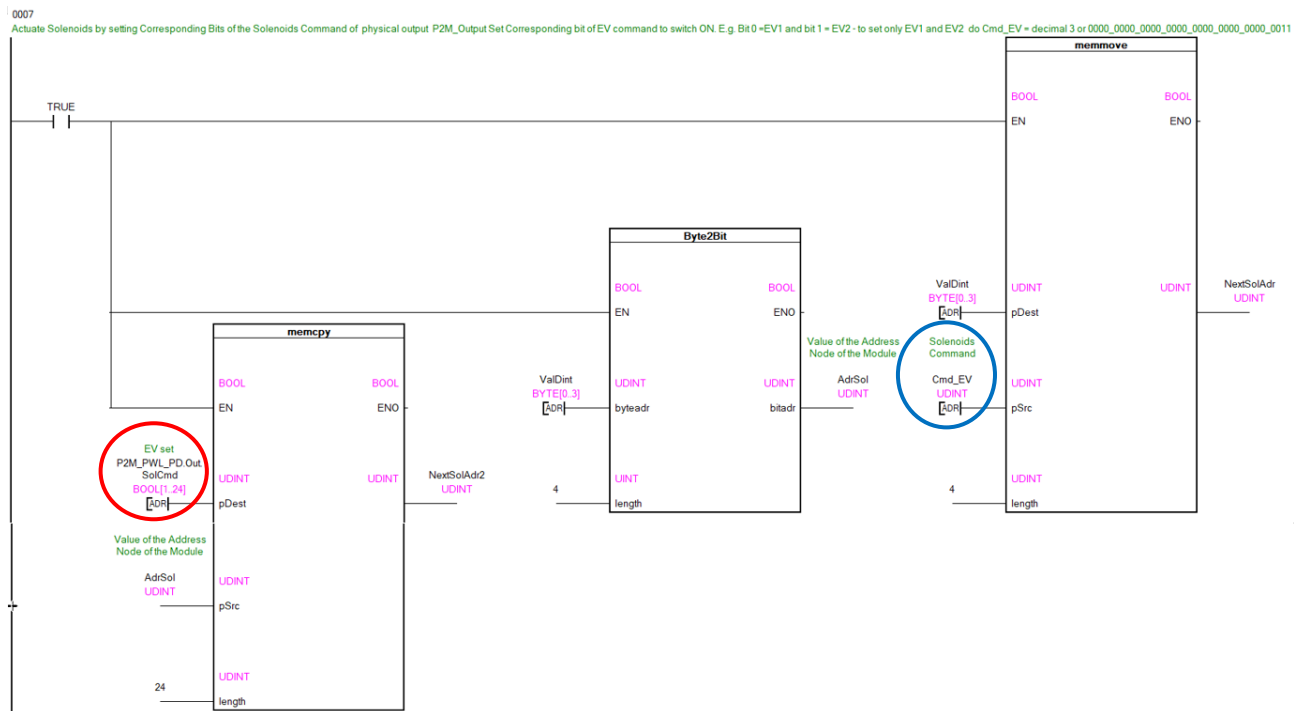 0007
Actuate Solenoids by setting Corresponding Bits of the Solenoids Command of physical output P2M_Output Set Corresponding bit of EV command to switch ON. E.g. Bit 0 =EV1 and bit 1 = EV2 - to set only EV1 and EV2 do Cmd_EV = decimal 3 or 0000_0000_0000_0000_0000_0000_0000_0011
TRUE
memcpy
BOOL BOOL
EN ENO
EV set
P2M_PWL_PD.Out.
SolCmd
BOOL[1..24]
ADR
UDINT UDINT
pDest
NextSolAdr2
UDINT
Value of the Address
Node of the Module
AdrSol
UDINT
UDINT
pSrc
24
UDINT
length
Byte2Bit
BOOL BOOL
EN ENO
ValDint
BYTE[0..3]
ADR
UDINT UDINT
byteadr bitadr
Value of the Address
Node of the Module
AdrSol
UDINT
4
UINT
length
memmove
BOOL BOOL
EN ENO
ValDint
BYTE[0..3]
ADR
UDINT UDINT
pDest
NextSolAdr
UDINT
Solenoids
Command
Cmd_EV
UDINT
ADR
UDINT
pSrc
4
UDINT
length